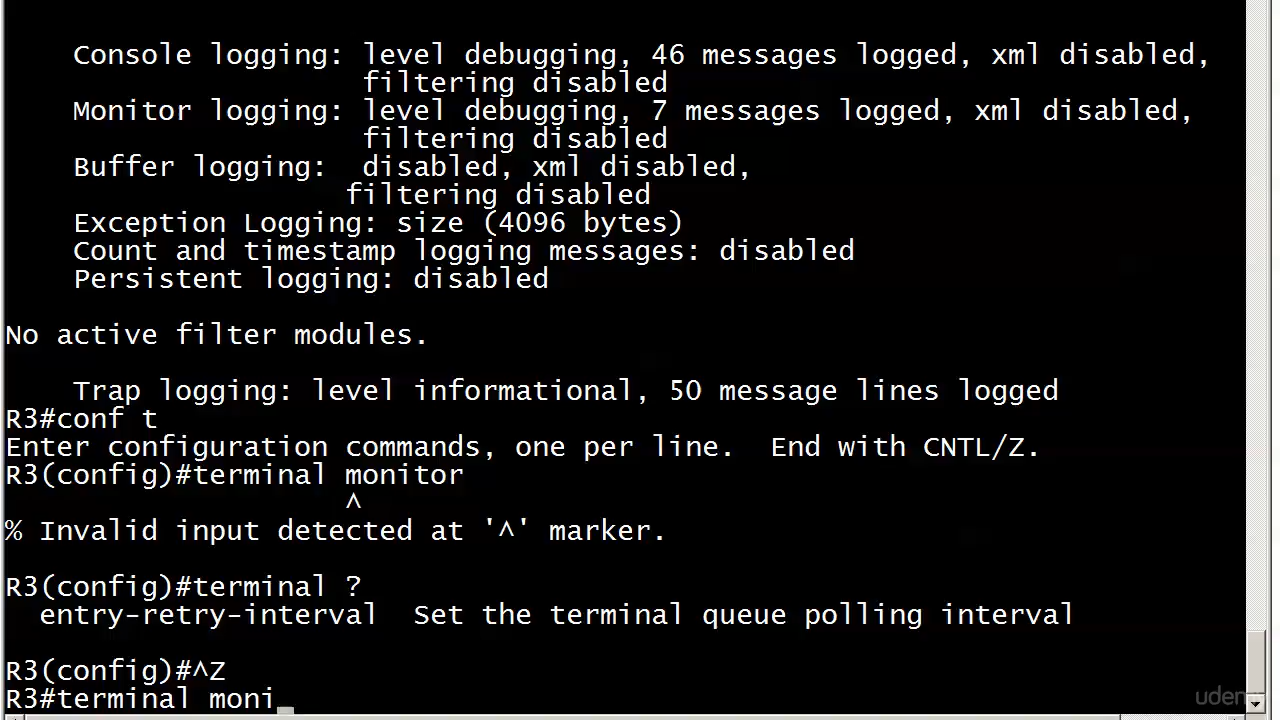 Console logging: level debugging, 46 messages logged, xml disabled,
filtering disabled
Monitor logging: level debugging, 7 messages logged, xml disabled,
filtering disabled
Buffer logging:  disabled, xml disabled,
filtering disabled
Exception Logging: size (4096 bytes)
Count and timestamp logging messages: disabled
Persistent logging: disabled
No active filter modules.
Trap logging: level informational, 50 message lines logged
R3#conf t
Enter configuration commands, one per line.  End with CNTL/Z.
R3(config)#terminal monitor
^
% Invalid input detected at '^' marker.
R3(config)#terminal ?
entry-retry-interval  Set the terminal queue polling interval
R3(config)#^Z
R3#terminal moni